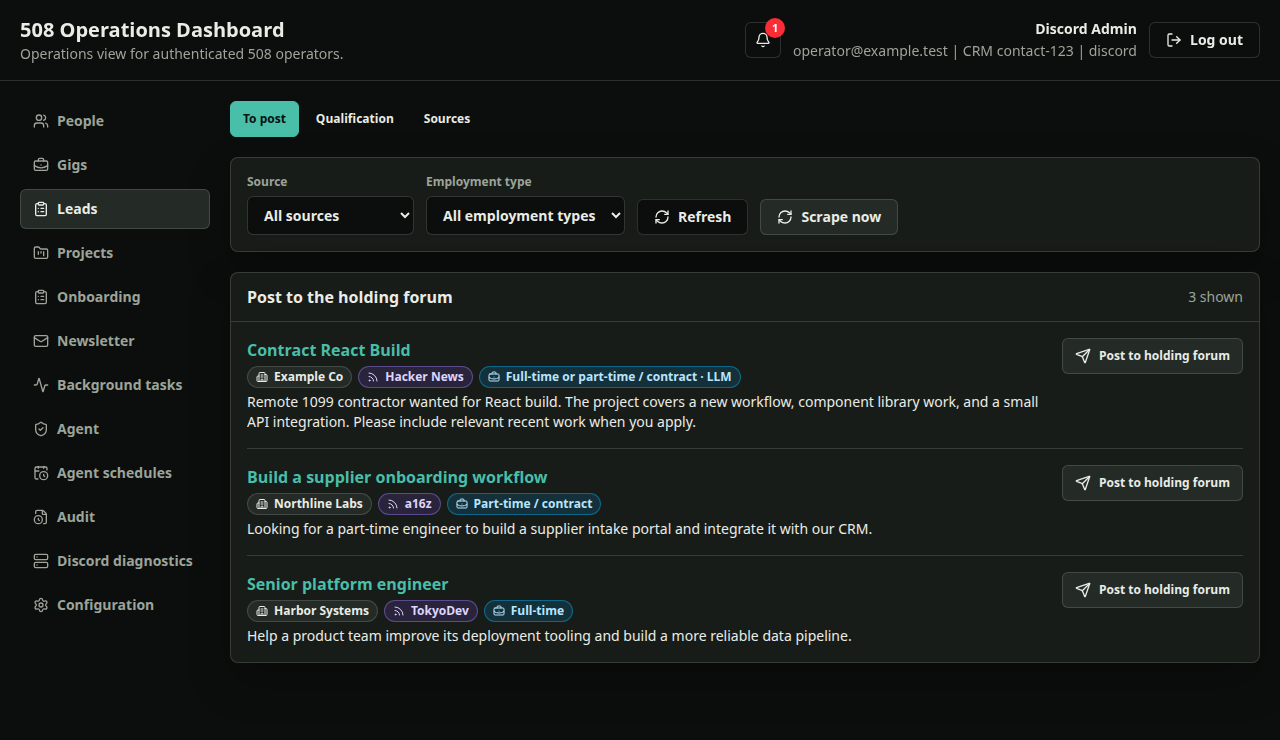 508 Operations Dashboard
Operations view for authenticated 508 operators.
1
Discord Admin
operator@example.test | CRM contact-123 | discord
Log out
People
Gigs
Leads
Projects
Onboarding
Newsletter
Background tasks
Agent
Agent schedules
Audit
Discord diagnostics
Configuration
To post
Qualification
Sources
Source
Employment type
All sources
All employment types
Refresh
Scrape now
Post to the holding forum
3 shown
Contract React Build
Example Co
Hacker News
Full-time or part-time / contract · LLM
Remote 1099 contractor wanted for React build. The project covers a new workflow, component library work, and a small
API integration. Please include relevant recent work when you apply.
Post to holding forum
Build a supplier onboarding workflow
Northline Labs
a16z
Part-time / contract
Looking for a part-time engineer to build a supplier intake portal and integrate it with our CRM.
Post to holding forum
Senior platform engineer
Harbor Systems
TokyoDev
Full-time
Help a product team improve its deployment tooling and build a more reliable data pipeline.
Post to holding forum